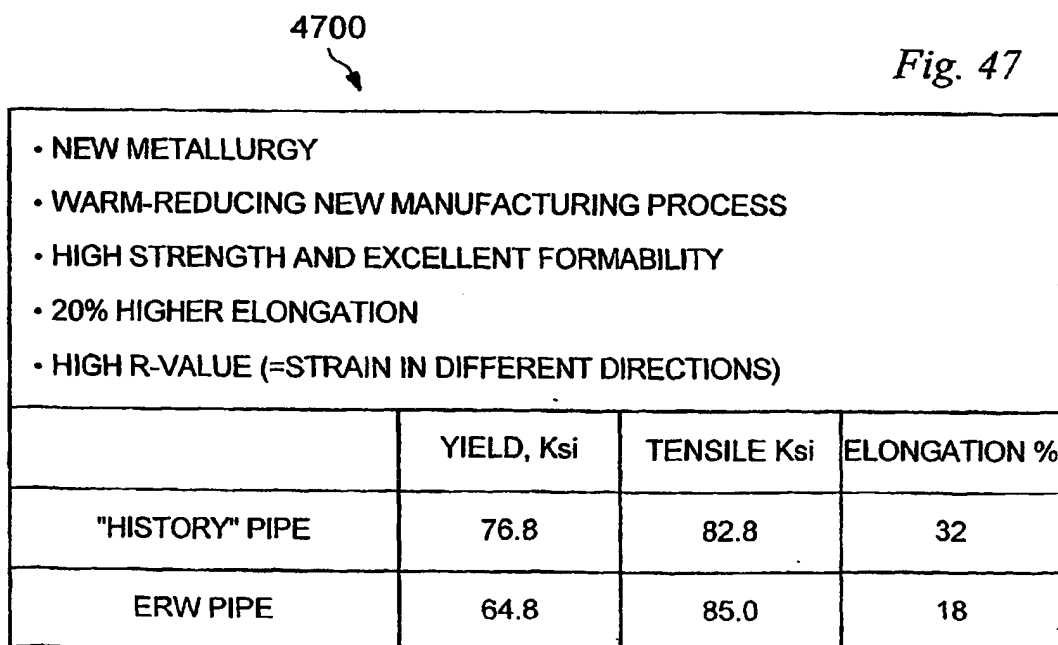 4700
Fig. 47
• NEW METALLURGY
• WARM-REDUCING NEW MANUFACTURING PROCESS
• HIGH STRENGTH AND EXCELLENT FORMABILITY
• 20% HIGHER ELONGATION
• HIGH R-VALUE (=STRAIN IN DIFFERENT DIRECTIONS)
YIELD, Ksi TENSILE Ksi ELONGATION %
"HISTORY" PIPE 76.8 82.8 32
ERW PIPE 64.8 85.0 18